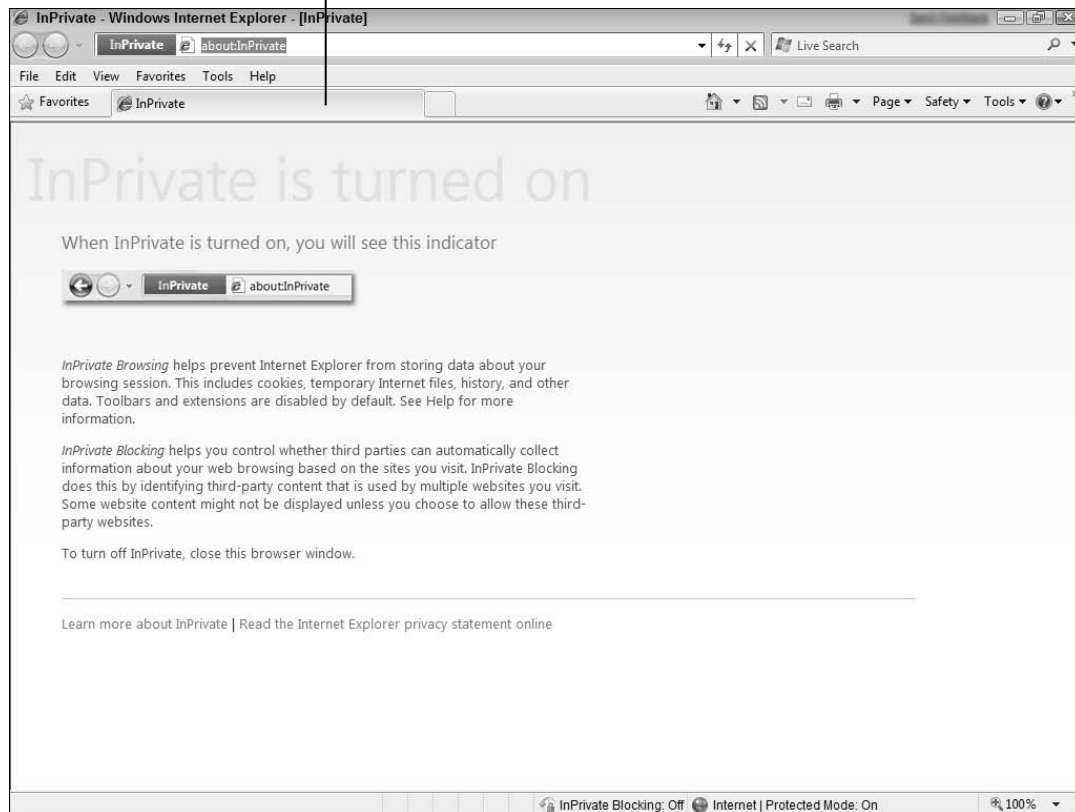 InPrivate - Windows Internet Explorer - [InPrivate]
InPrivate about:InPrivate Live Search
File Edit View Favorites Tools Help
Favorites InPrivate Page Safety Tools
InPrivate is turned on
When InPrivate is turned on, you will see this indicator
InPrivate about:InPrivate
InPrivate Browsing helps prevent Internet Explorer from storing data about your
browsing session. This includes cookies, temporary Internet files, history, and other
data. Toolbars and extensions are disabled by default. See Help for more
information.
InPrivate Blocking helps you control whether third parties can automatically collect
information about your web browsing based on the sites you visit. InPrivate Blocking
does this by identifying third-party content that is used by multiple websites you visit.
Some website content might not be displayed unless you choose to allow these third-
party websites.
To turn off InPrivate, close this browser window.
Learn more about InPrivate | Read the Internet Explorer privacy statement online
InPrivate Blocking: Off Internet | Protected Mode: On 100%